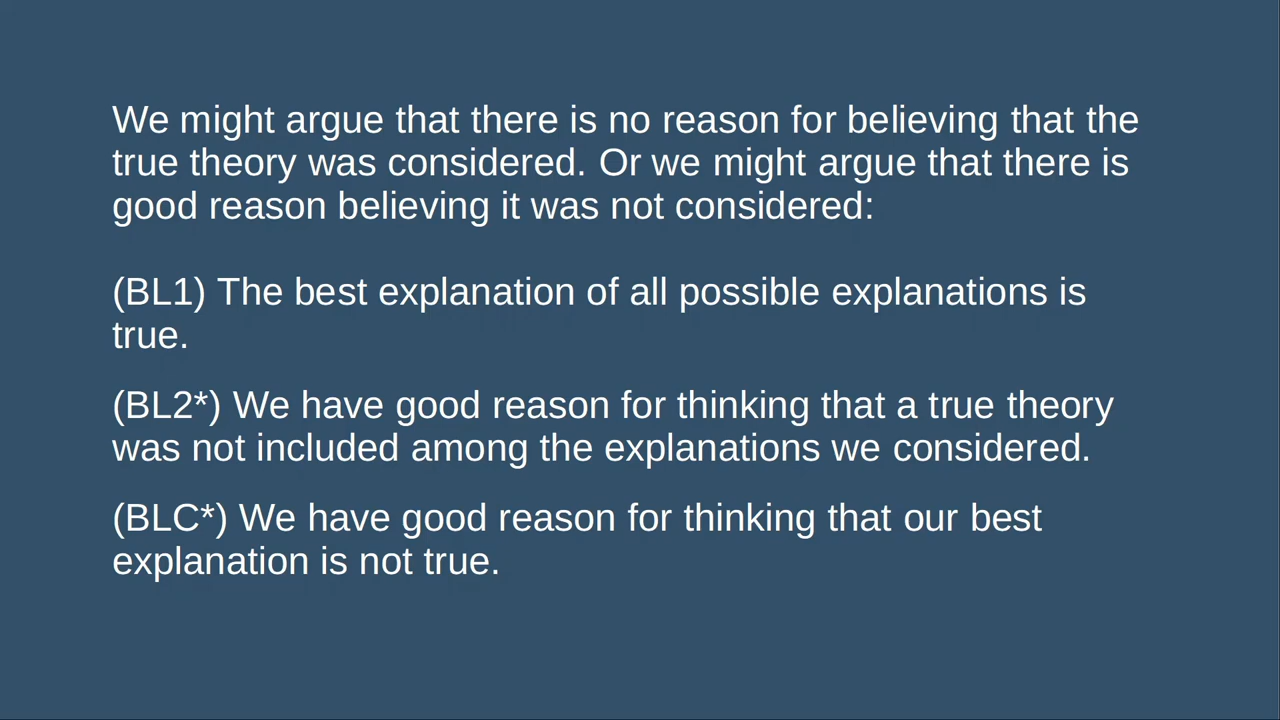 We might argue that there is no reason for believing that the
true theory was considered. Or we might argue that there is
good reason believing it was not considered:
(BL1) The best explanation of all possible explanations is
true.
(BL2*) We have good reason for thinking that a true theory
was not included among the explanations we considered.
(BLC*) We have good reason for thinking that our best
explanation is not true.